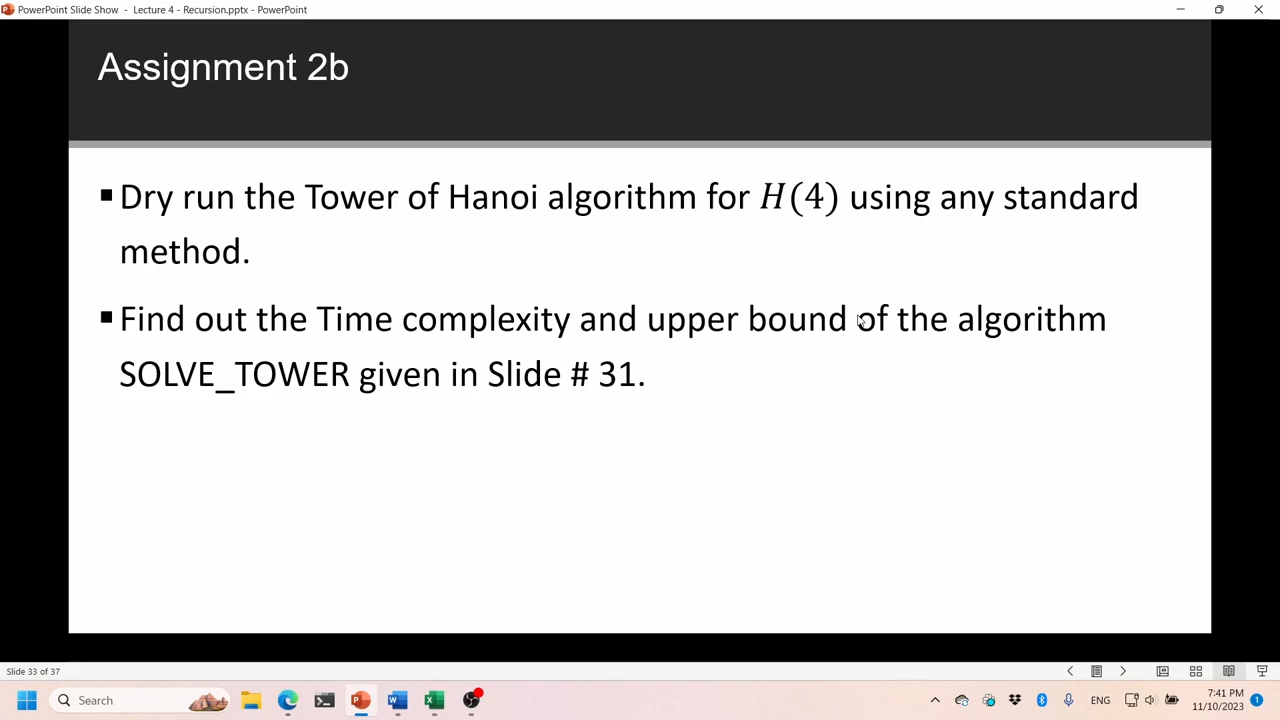 PowerPoint Slide Show - Lecture 4 - Recursion.pptx - PowerPoint
Assignment 2b
▪Dry run the Tower of Hanoi algorithm for H(4) using any standard
method.
▪Find out the Time complexity and upper bound of the algorithm
SOLVE_TOWER given in Slide # 31.
Slide 33 of 37
Search
ENG
7:41 PM
11/10/2023
1